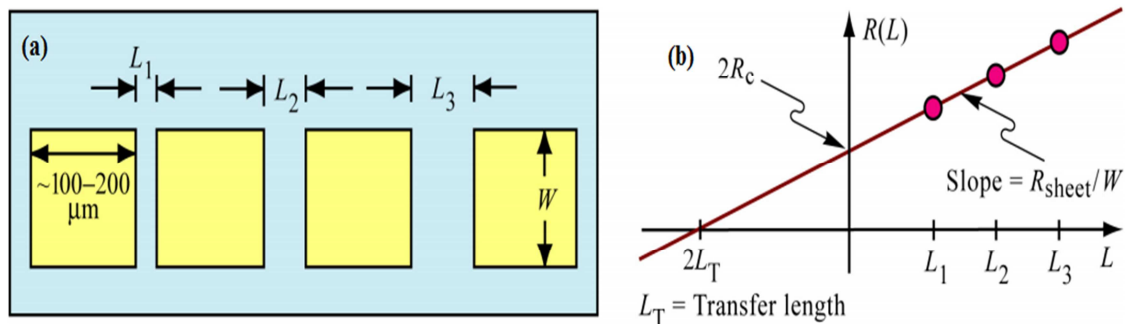 (a)
L₁
L₂
L₃
~100–200
μm
W
(b)
R(L)
2Rc
Slope = Rsheet/W
2LT
L₁
L₂
L₃
L
LT = Transfer length